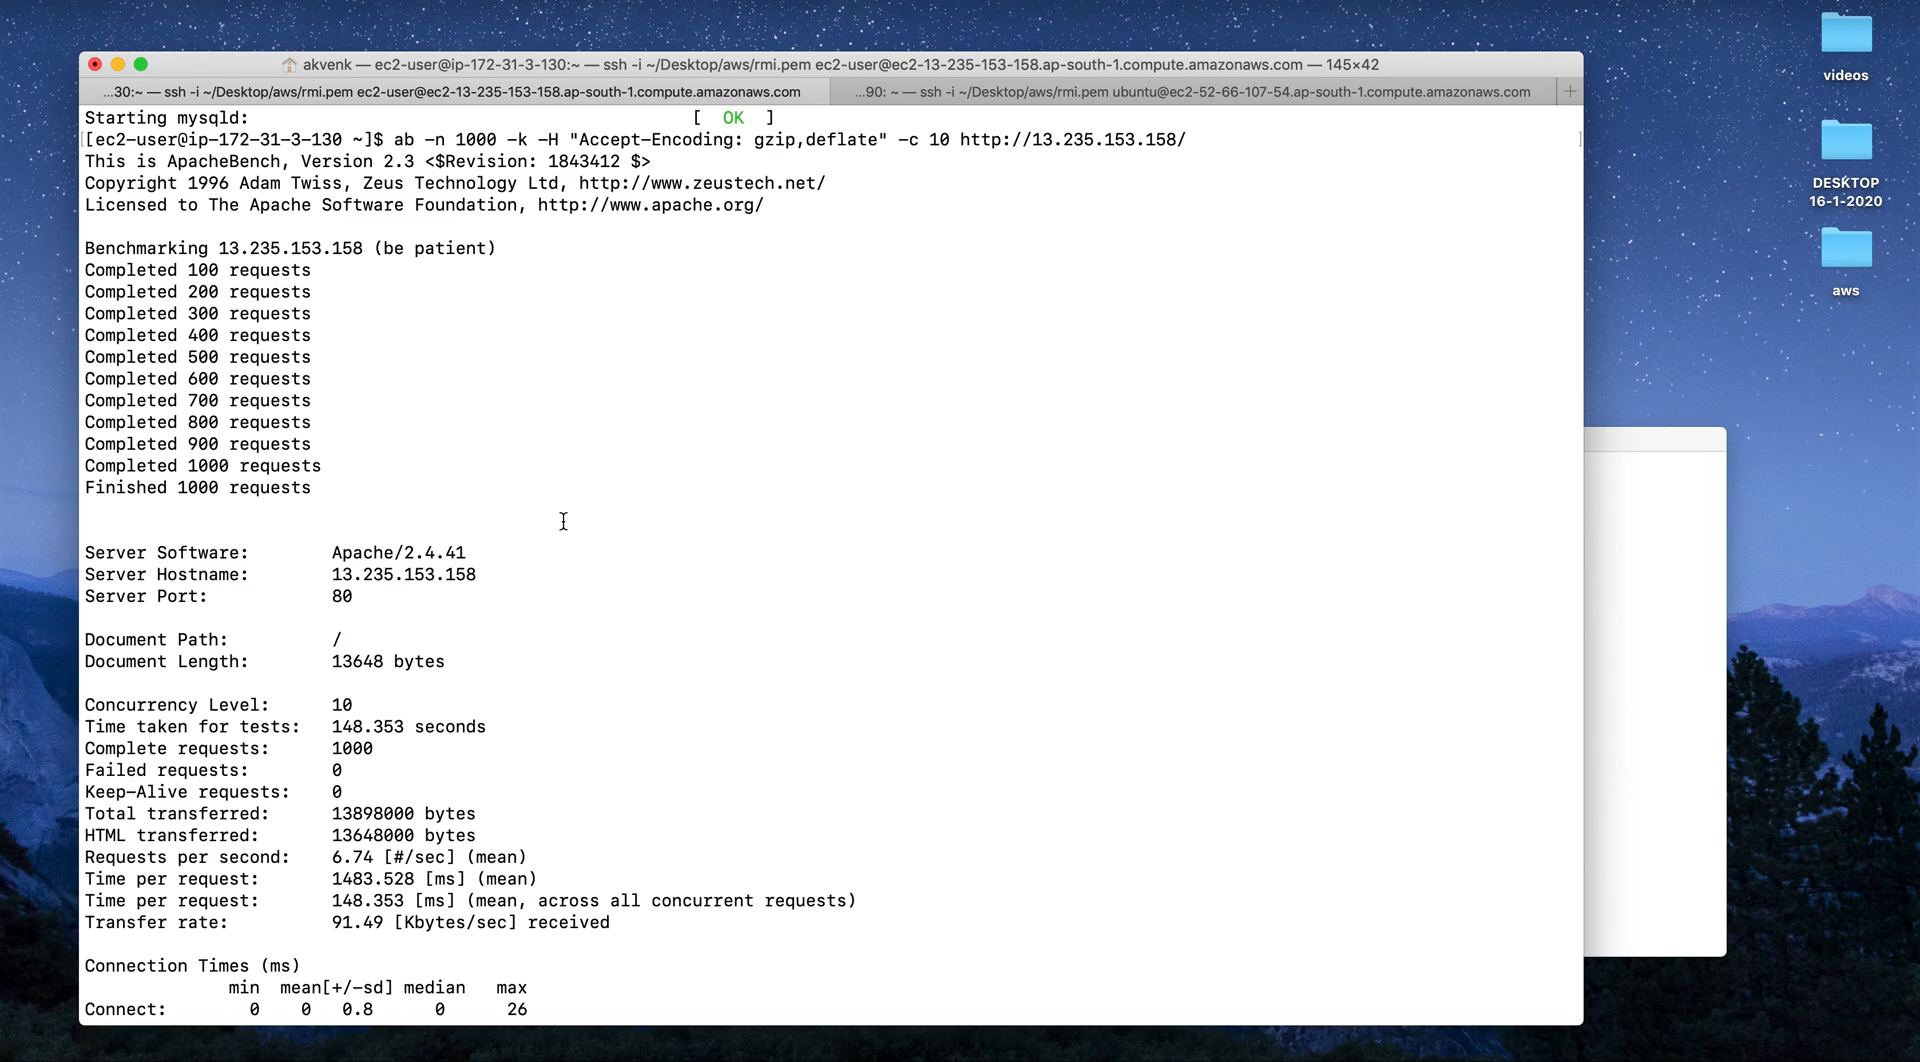 akvenk — ec2-user@ip-172-31-3-130:~ — ssh -i ~/Desktop/aws/rmi.pem ec2-user@ec2-13-235-153-158.ap-south-1.compute.amazonaws.com — 145×42
...30:~ — ssh -i ~/Desktop/aws/rmi.pem ec2-user@ec2-13-235-153-158.ap-south-1.compute.amazonaws.com
...90: ~ — ssh -i ~/Desktop/aws/rmi.pem ubuntu@ec2-52-66-107-54.ap-south-1.compute.amazonaws.com
Starting mysqld: [ OK ]
[[ec2-user@ip-172-31-3-130 ~]$ ab -n 1000 -k -H "Accept-Encoding: gzip,deflate" -c 10 http://13.235.153.158/ ]
This is ApacheBench, Version 2.3 <$Revision: 1843412 $>
Copyright 1996 Adam Twiss, Zeus Technology Ltd, http://www.zeustech.net/
Licensed to The Apache Software Foundation, http://www.apache.org/
Benchmarking 13.235.153.158 (be patient)
Completed 100 requests
Completed 200 requests
Completed 300 requests
Completed 400 requests
Completed 500 requests
Completed 600 requests
Completed 700 requests
Completed 800 requests
Completed 900 requests
Completed 1000 requests
Finished 1000 requests
Server Software: Apache/2.4.41
Server Hostname: 13.235.153.158
Server Port: 80
Document Path: /
Document Length: 13648 bytes
Concurrency Level: 10
Time taken for tests: 148.353 seconds
Complete requests: 1000
Failed requests: 0
Keep-Alive requests: 0
Total transferred: 13898000 bytes
HTML transferred: 13648000 bytes
Requests per second: 6.74 [#/sec] (mean)
Time per request: 1483.528 [ms] (mean)
Time per request: 148.353 [ms] (mean, across all concurrent requests)
Transfer rate: 91.49 [Kbytes/sec] received
Connection Times (ms)
min mean[+/-sd] median max
Connect: 0 0 0.8 0 26
videos
DESKTOP
16-1-2020
aws